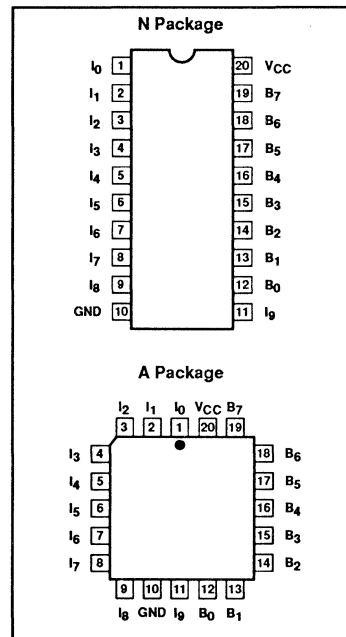 N Package
I0 1 20 VCC
I1 2 19 B7
I2 3 18 B6
I3 4 17 B5
I4 5 16 B4
I5 6 15 B3
I6 7 14 B2
I7 8 13 B1
I8 9 12 B0
GND 10 11 I9
A Package
I2 I1 I0 VCC B7
3 2 1 20 19
I3 4 18 B6
I4 5 17 B5
I5 6 16 B4
I6 7 15 B3
I7 8 14 B2
9 10 11 12 13
I8 GND I9 B0 B1